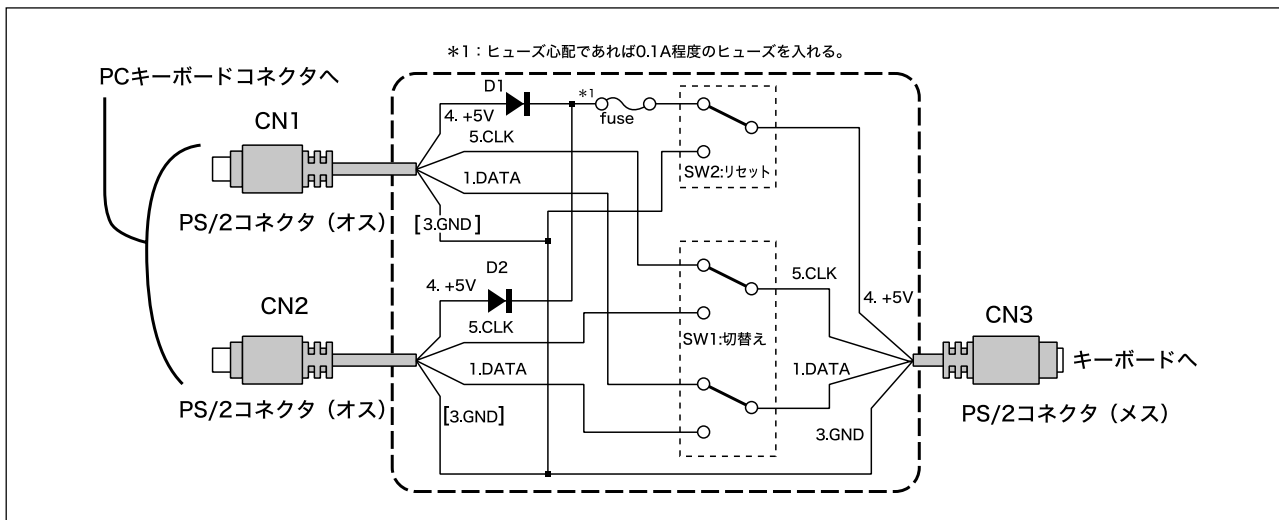 *1：ヒューズ心配であれば0.1A程度のヒューズを入れる。
PCキーボードコネクタへ
D1
*1
fuse
4. +5V
CN1
5.CLK
SW2:リセット
1.DATA
PS/2コネクタ（オス）
[3.GND]
D2
5.CLK
4. +5V
4. +5V
CN2
CN3
5.CLK
SW1:切替え
キーボードへ
1.DATA
1.DATA
PS/2コネクタ（オス）
[3.GND]
PS/2コネクタ（メス）
3.GND